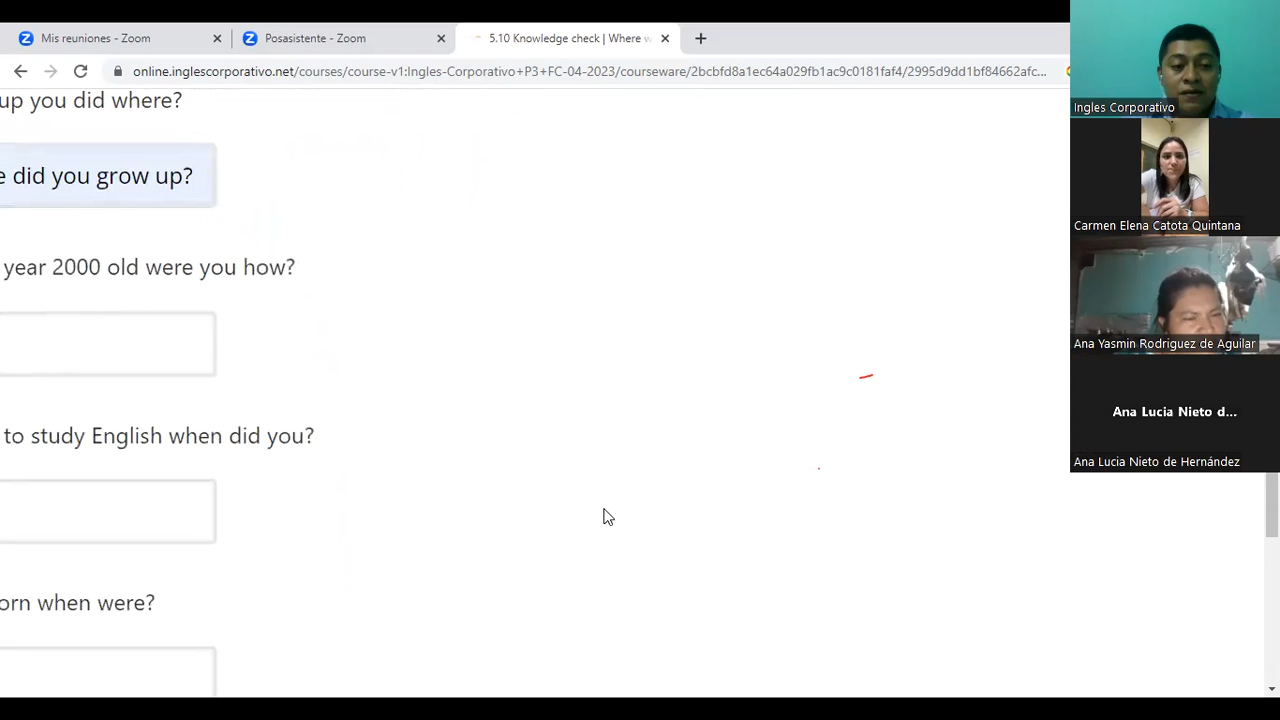 Mis reuniones - Zoom
Posasistente - Zoom
5.10 Knowledge check | Where w
online.inglescorporativo.net/courses/course-v1:Ingles-Corporativo+P3+FC-04-2023/courseware/2bcbfd8a1ec64a029fb1ac9c0181faf4/2995d9dd1bf84662afc...
up you did where?
e did you grow up?
year 2000 old were you how?
to study English when did you?
orn when were?
Ingles Corporativo
Carmen Elena Catota Quintana
Ana Yasmin Rodriguez de Aguilar
Ana Lucia Nieto d...
Ana Lucia Nieto de Hernández